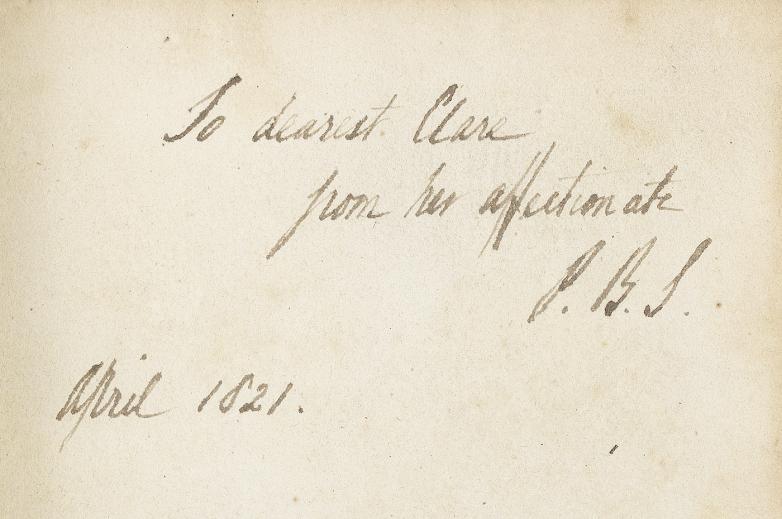 To dearest Clare
from her affectionate
P. B. S.
April 1821.